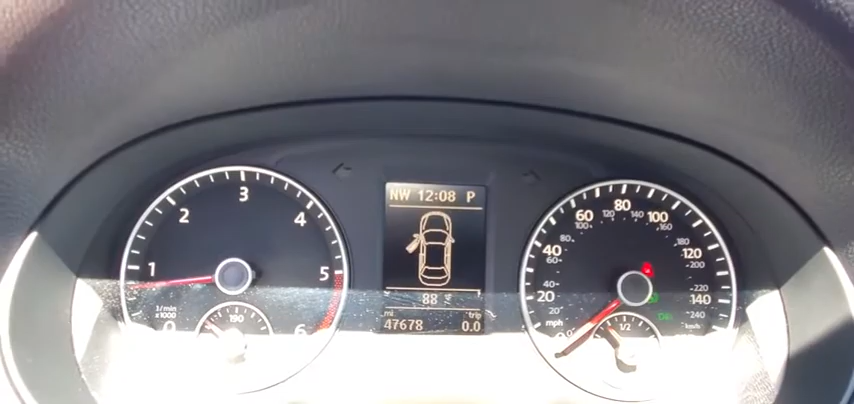 NW 12:08 P
88 °F
mi trip
47678 0.0
1 2 3 4 5 6
1/min
x1000
190
20 40 60 80 100 120 140
20 40 60 80 100 120 140 160 180 200 220 240
mph km/h
0
1/2